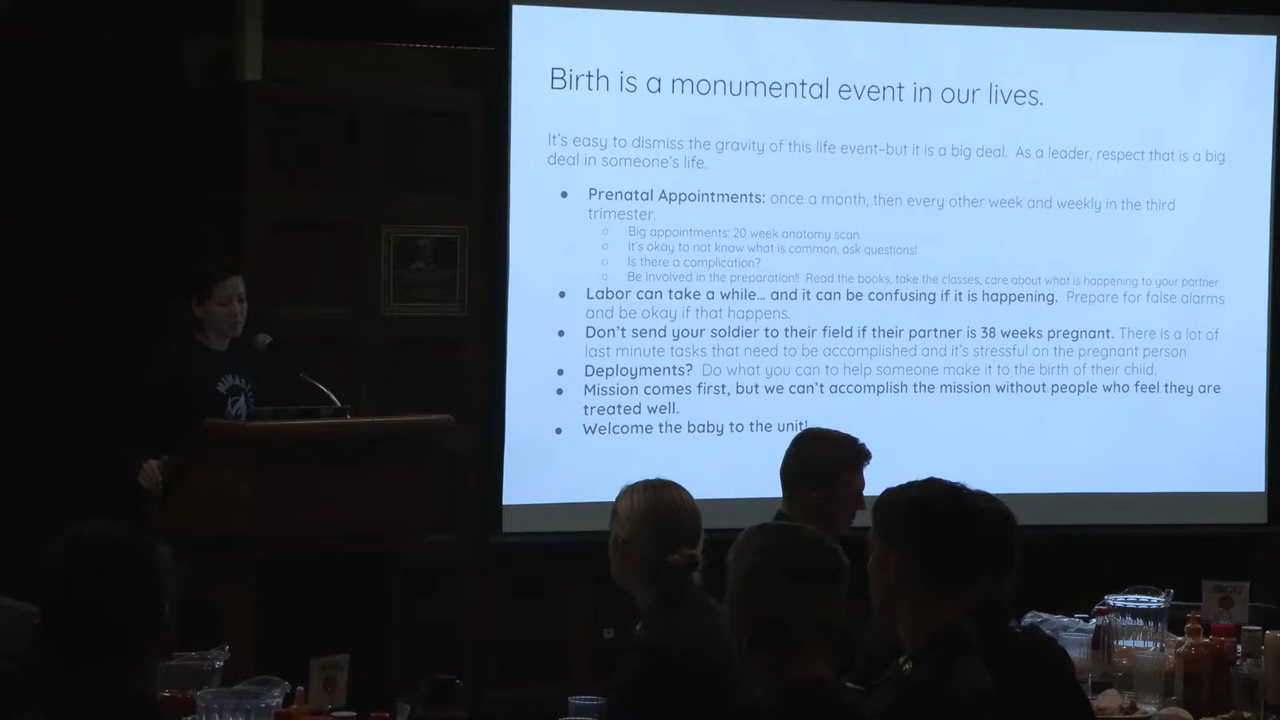 Birth is a monumental event in our lives.
It's easy to dismiss the gravity of this life event–but it is a big deal. As a leader, respect that is a big
deal in someone's life.
● Prenatal Appointments: once a month, then every other week and weekly in the third
trimester.
○ Big appointments: 20 week anatomy scan
○ It's okay to not know what is common, ask questions!
○ Is there a complication?
○ Be involved in the preparation!! Read the books, take the classes, care about what is happening to your partner.
● Labor can take a while... and it can be confusing if it is happening. Prepare for false alarms
and be okay if that happens.
● Don't send your soldier to their field if their partner is 38 weeks pregnant. There is a lot of
last minute tasks that need to be accomplished and it's stressful on the pregnant person.
● Deployments? Do what you can to help someone make it to the birth of their child.
● Mission comes first, but we can't accomplish the mission without people who feel they are
treated well.
● Welcome the baby to the unit!